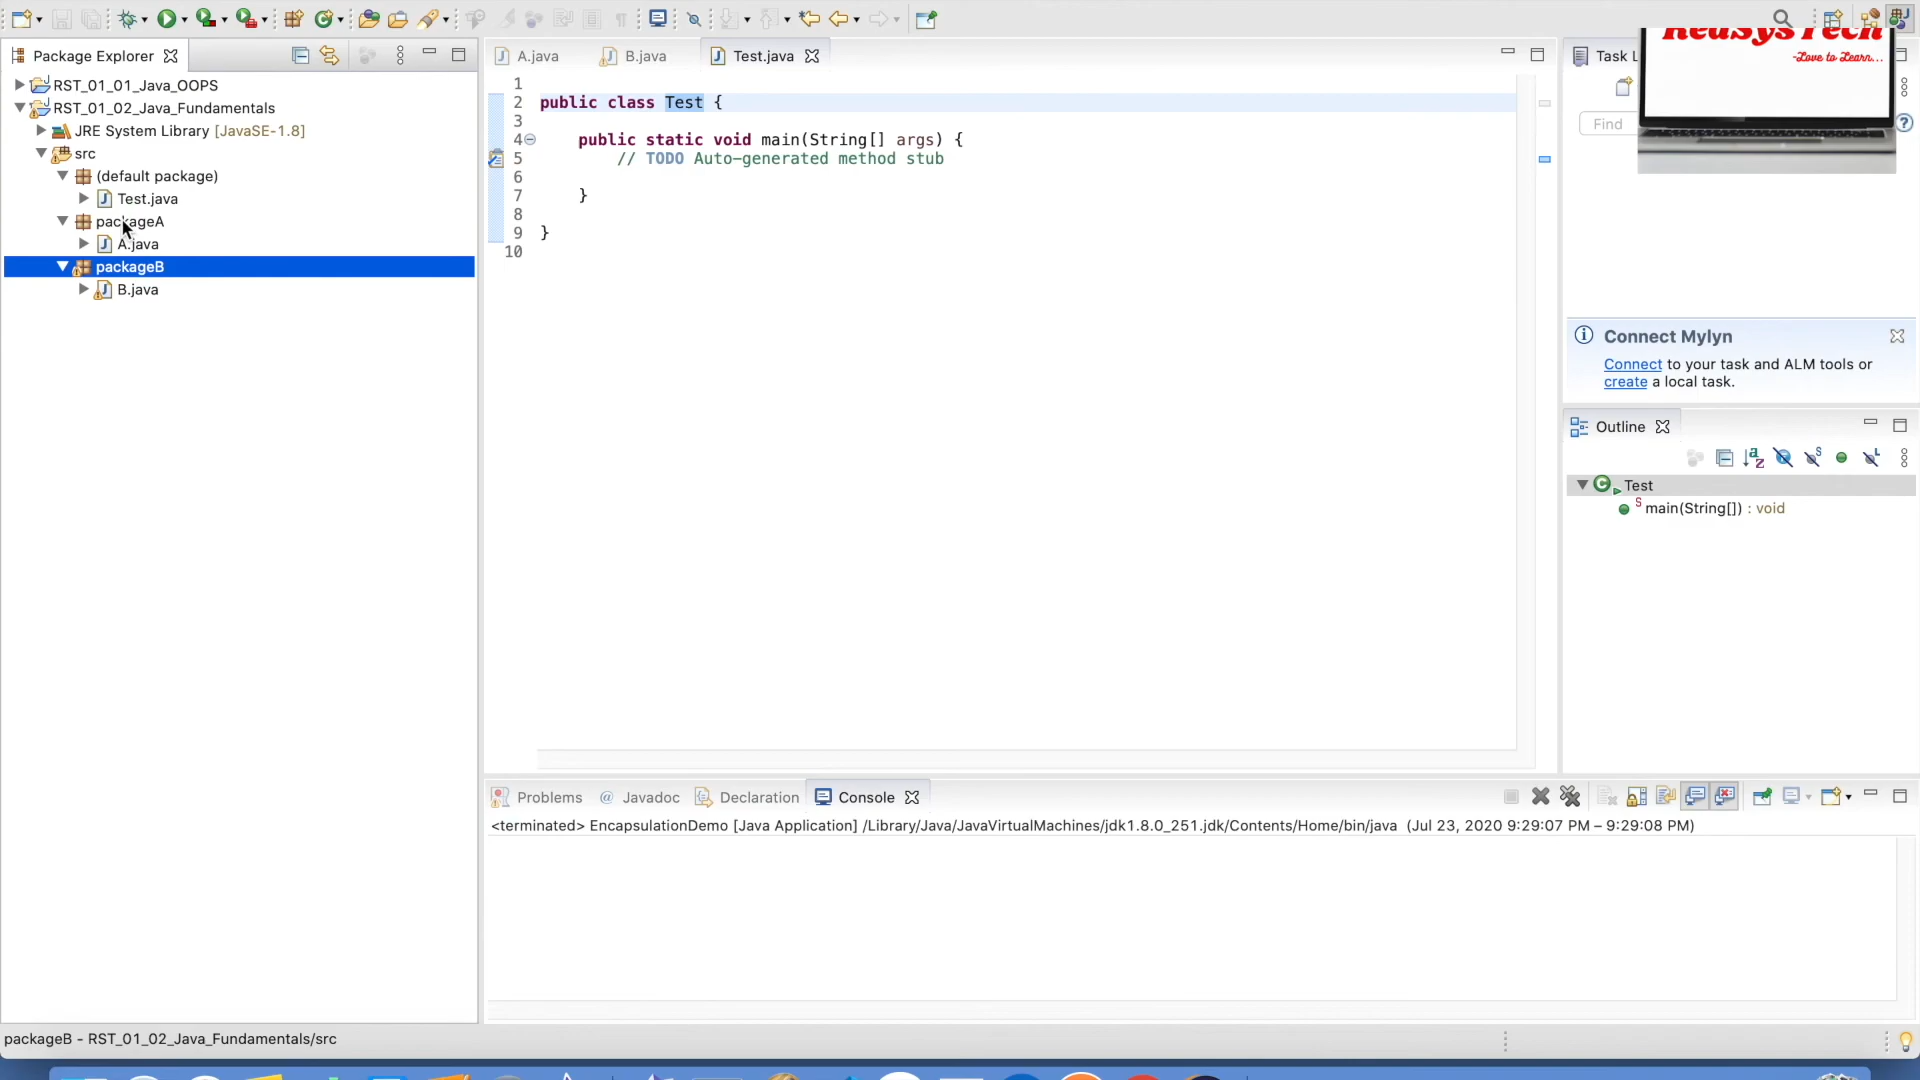 Package Explorer
A.java
B.java
Test.java
Task L
RedSysTech
-Love to Learn...
RST_01_01_Java_OOPS
RST_01_02_Java_Fundamentals
JRE System Library [JavaSE-1.8]
src
(default package)
Test.java
packageA
A.java
packageB
B.java
1
2 public class Test {
3
4 public static void main(String[] args) {
5 // TODO Auto-generated method stub
6
7 }
8
9 }
10
Find
Connect Mylyn
Connect to your task and ALM tools or
create a local task.
Outline
Test
main(String[]) : void
Problems
@ Javadoc
Declaration
Console
<terminated> EncapsulationDemo [Java Application] /Library/Java/JavaVirtualMachines/jdk1.8.0_251.jdk/Contents/Home/bin/java (Jul 23, 2020 9:29:07 PM – 9:29:08 PM)
packageB - RST_01_02_Java_Fundamentals/src